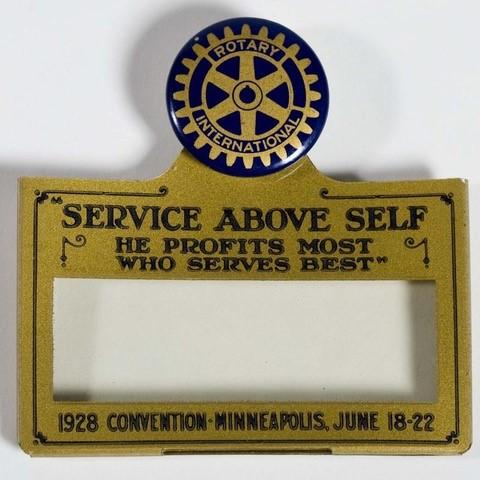 ROTARY
INTERNATIONAL
"SERVICE ABOVE SELF
HE PROFITS MOST
WHO SERVES BEST"
1928 CONVENTION-MINNEAPOLIS, JUNE 18-22